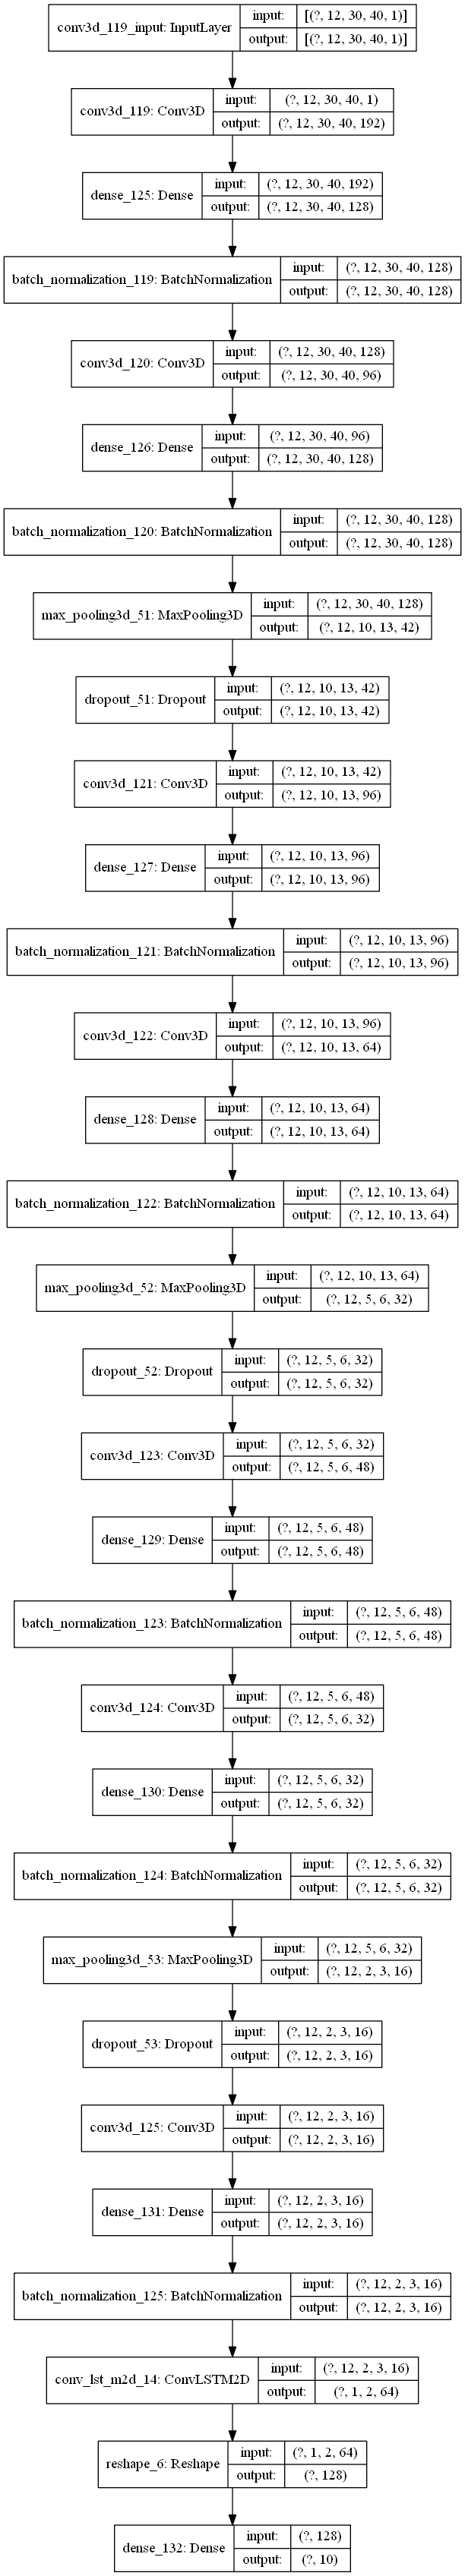 conv3d_119_input: InputLayer input: [(?, 12, 30, 40, 1)]
output: [(?, 12, 30, 40, 1)]
conv3d_119: Conv3D input: (?, 12, 30, 40, 1)
output: (?, 12, 30, 40, 192)
dense_125: Dense input: (?, 12, 30, 40, 192)
output: (?, 12, 30, 40, 128)
batch_normalization_119: BatchNormalization input: (?, 12, 30, 40, 128)
output: (?, 12, 30, 40, 128)
conv3d_120: Conv3D input: (?, 12, 30, 40, 128)
output: (?, 12, 30, 40, 96)
dense_126: Dense input: (?, 12, 30, 40, 96)
output: (?, 12, 30, 40, 128)
batch_normalization_120: BatchNormalization input: (?, 12, 30, 40, 128)
output: (?, 12, 30, 40, 128)
max_pooling3d_51: MaxPooling3D input: (?, 12, 30, 40, 128)
output: (?, 12, 10, 13, 42)
dropout_51: Dropout input: (?, 12, 10, 13, 42)
output: (?, 12, 10, 13, 42)
conv3d_121: Conv3D input: (?, 12, 10, 13, 42)
output: (?, 12, 10, 13, 96)
dense_127: Dense input: (?, 12, 10, 13, 96)
output: (?, 12, 10, 13, 96)
batch_normalization_121: BatchNormalization input: (?, 12, 10, 13, 96)
output: (?, 12, 10, 13, 96)
conv3d_122: Conv3D input: (?, 12, 10, 13, 96)
output: (?, 12, 10, 13, 64)
dense_128: Dense input: (?, 12, 10, 13, 64)
output: (?, 12, 10, 13, 64)
batch_normalization_122: BatchNormalization input: (?, 12, 10, 13, 64)
output: (?, 12, 10, 13, 64)
max_pooling3d_52: MaxPooling3D input: (?, 12, 10, 13, 64)
output: (?, 12, 5, 6, 32)
dropout_52: Dropout input: (?, 12, 5, 6, 32)
output: (?, 12, 5, 6, 32)
conv3d_123: Conv3D input: (?, 12, 5, 6, 32)
output: (?, 12, 5, 6, 48)
dense_129: Dense input: (?, 12, 5, 6, 48)
output: (?, 12, 5, 6, 48)
batch_normalization_123: BatchNormalization input: (?, 12, 5, 6, 48)
output: (?, 12, 5, 6, 48)
conv3d_124: Conv3D input: (?, 12, 5, 6, 48)
output: (?, 12, 5, 6, 32)
dense_130: Dense input: (?, 12, 5, 6, 32)
output: (?, 12, 5, 6, 32)
batch_normalization_124: BatchNormalization input: (?, 12, 5, 6, 32)
output: (?, 12, 5, 6, 32)
max_pooling3d_53: MaxPooling3D input: (?, 12, 5, 6, 32)
output: (?, 12, 2, 3, 16)
dropout_53: Dropout input: (?, 12, 2, 3, 16)
output: (?, 12, 2, 3, 16)
conv3d_125: Conv3D input: (?, 12, 2, 3, 16)
output: (?, 12, 2, 3, 16)
dense_131: Dense input: (?, 12, 2, 3, 16)
output: (?, 12, 2, 3, 16)
batch_normalization_125: BatchNormalization input: (?, 12, 2, 3, 16)
output: (?, 12, 2, 3, 16)
conv_lst_m2d_14: ConvLSTM2D input: (?, 12, 2, 3, 16)
output: (?, 1, 2, 64)
reshape_6: Reshape input: (?, 1, 2, 64)
output: (?, 128)
dense_132: Dense input: (?, 128)
output: (?, 10)